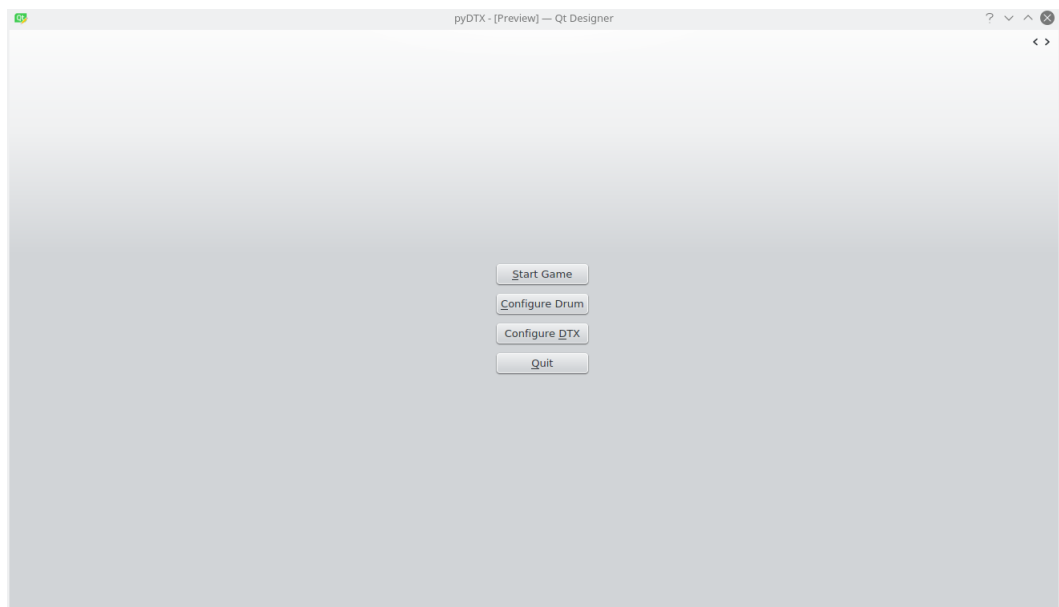 pyDTX - [Preview] — Qt Designer
Start Game
Configure Drum
Configure DTX
Quit